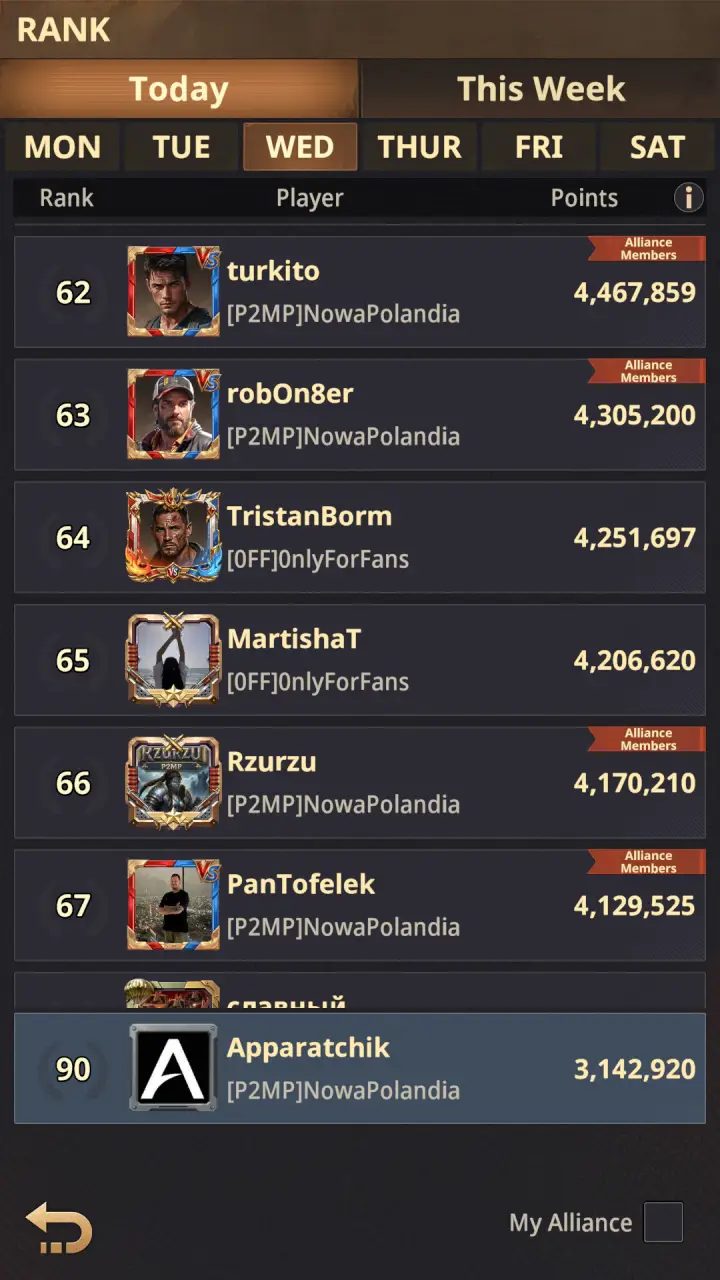 RANK
Today
This Week
MON
TUE
WED
THUR
FRI
SAT
Rank
Player
Points
62
turkito
[P2MP]NowaPolandia
Alliance
Members
4,467,859
63
robOn8er
[P2MP]NowaPolandia
Alliance
Members
4,305,200
64
TristanBorm
[0FF]0nlyForFans
4,251,697
65
MartishaT
[0FF]0nlyForFans
4,206,620
66
RZURZU
P2MP
Rzurzu
[P2MP]NowaPolandia
Alliance
Members
4,170,210
67
PanTofelek
[P2MP]NowaPolandia
Alliance
Members
4,129,525
славный
90
Apparatchik
[P2MP]NowaPolandia
3,142,920
My Alliance